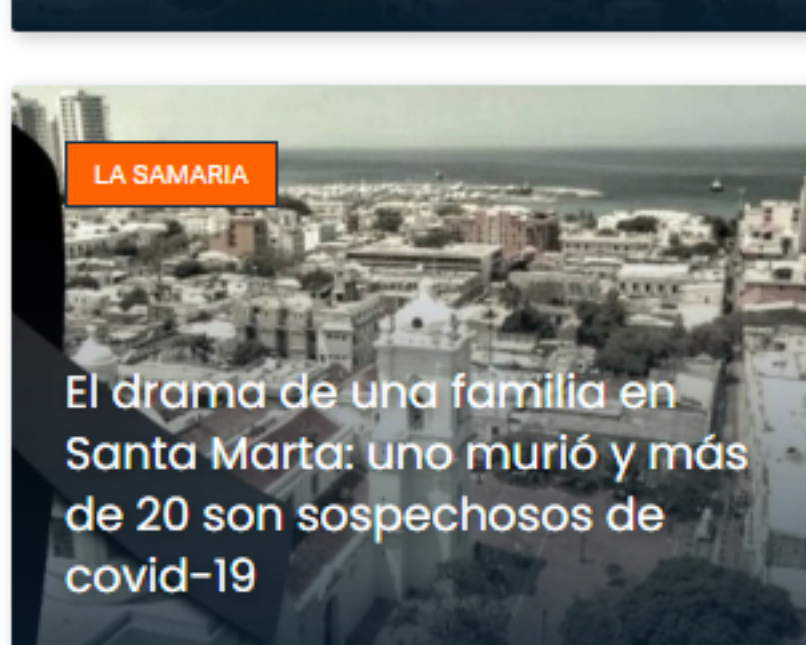 LA SAMARIA
El drama de una familia en
Santa Marta: uno murió y más
de 20 son sospechosos de
covid-19